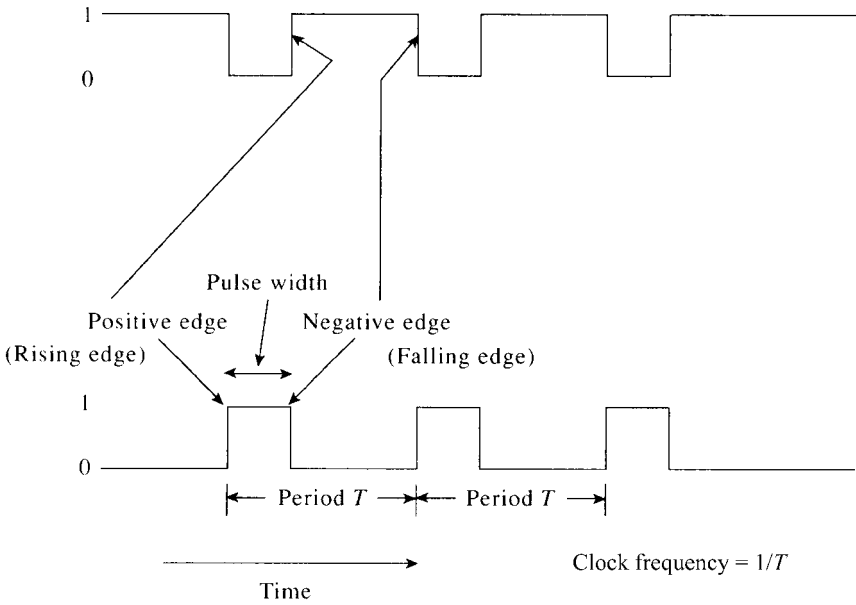 1
0
Pulse width
Positive edge
Negative edge
(Rising edge)
(Falling edge)
1
0
Period T
Period T
Clock frequency = 1/T
Time